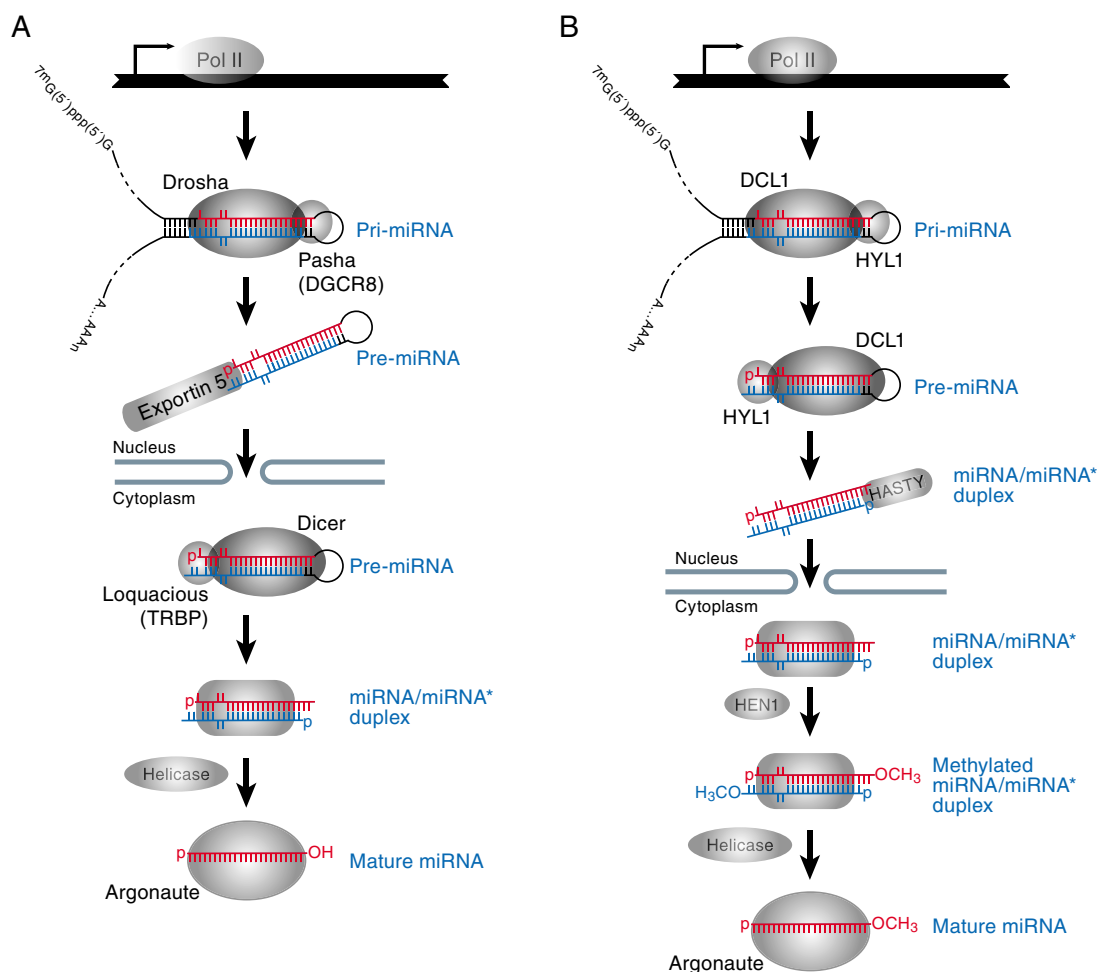 A
Pol II
7mG(5´)ppp(5´)G
Drosha
Pri-miRNA
Pasha
(DGCR8)
A...AAAn
p
Pre-miRNA
Exportin 5
Nucleus
Cytoplasm
Dicer
p
Pre-miRNA
Loquacious
(TRBP)
p
p
miRNA/miRNA*
duplex
Helicase
p
OH
Mature miRNA
Argonaute
B
Pol II
7mG(5´)ppp(5´)G
DCL1
Pri-miRNA
HYL1
A...AAAn
DCL1
p
Pre-miRNA
HYL1
miRNA/miRNA*
duplex
HASTY
p
p
Nucleus
Cytoplasm
p
p
miRNA/miRNA*
duplex
HEN1
p
OCH3
H3CO
p
Methylated
miRNA/miRNA*
duplex
Helicase
p
OCH3
Mature miRNA
Argonaute